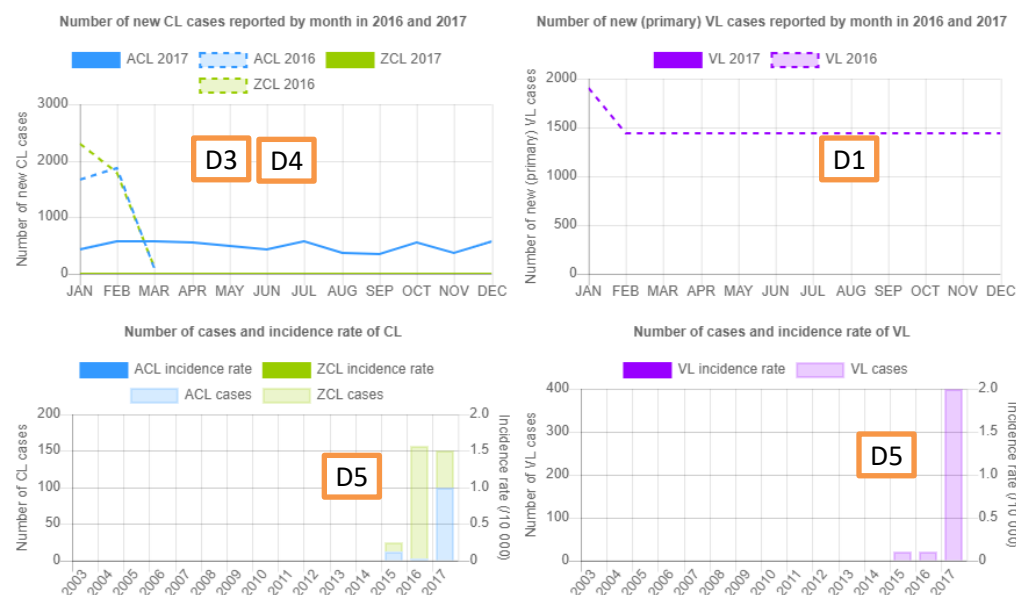 Number of new CL cases reported by month in 2016 and 2017
ACL 2017 ACL 2016 ZCL 2017
ZCL 2016
Number of new CL cases
3000
2000
1000
0
D3 D4
JAN FEB MAR APR MAY JUN JUL AUG SEP OCT NOV DEC
Number of new (primary) VL cases reported by month in 2016 and 2017
VL 2017 VL 2016
Number of new (primary) VL cases
2000
1500
1000
500
0
D1
JAN FEB MAR APR MAY JUN JUL AUG SEP OCT NOV DEC
Number of cases and incidence rate of CL
ACL incidence rate ZCL incidence rate
ACL cases ZCL cases
Number of CL cases
200
150
100
50
0
D5
2.0
1.5
1.0
0.5
0
Incidence rate (/10 000)
2003 2004 2005 2006 2007 2008 2009 2010 2011 2012 2013 2014 2015 2016 2017
Number of cases and incidence rate of VL
VL incidence rate VL cases
Number of VL cases
400
300
200
100
0
D5
2.0
1.5
1.0
0.5
0
Incidence rate (/10 000)
2003 2004 2005 2006 2007 2008 2009 2010 2011 2012 2013 2014 2015 2016 2017